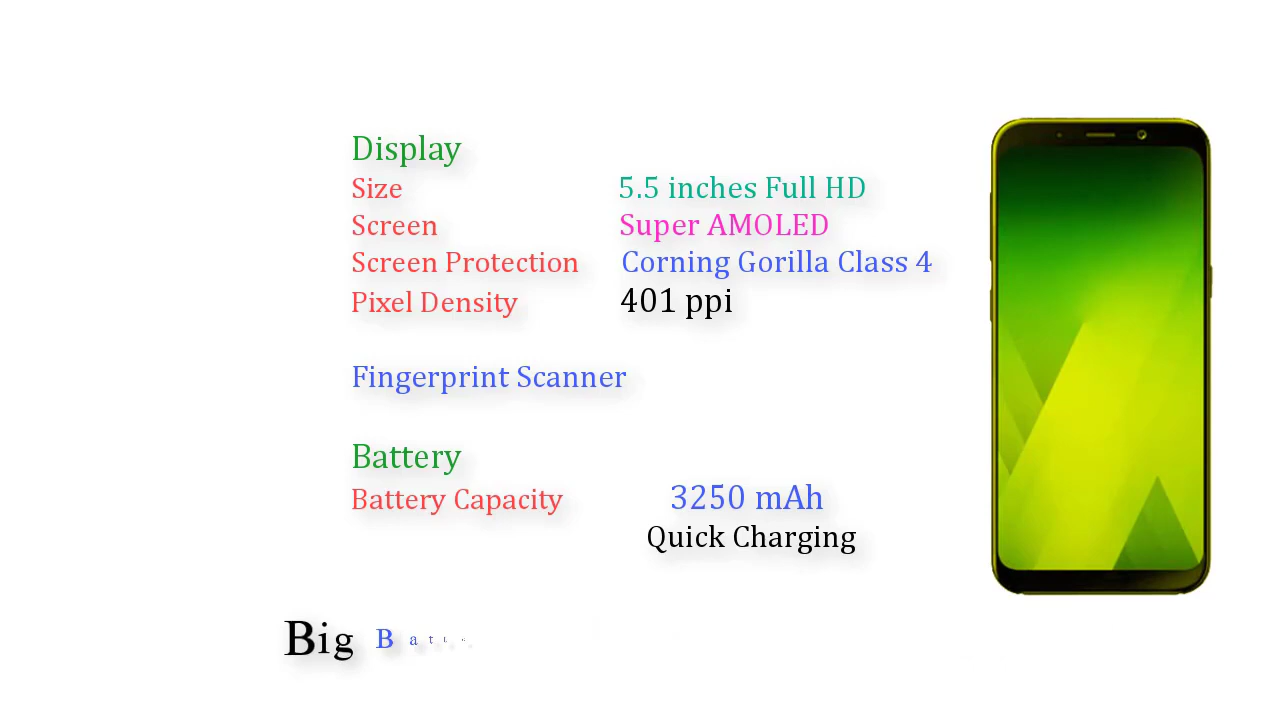 Display
Size 5.5 inches Full HD
Screen Super AMOLED
Screen Protection Corning Gorilla Class 4
Pixel Density 401 ppi
Fingerprint Scanner
Battery
Battery Capacity 3250 mAh
Quick Charging
Big